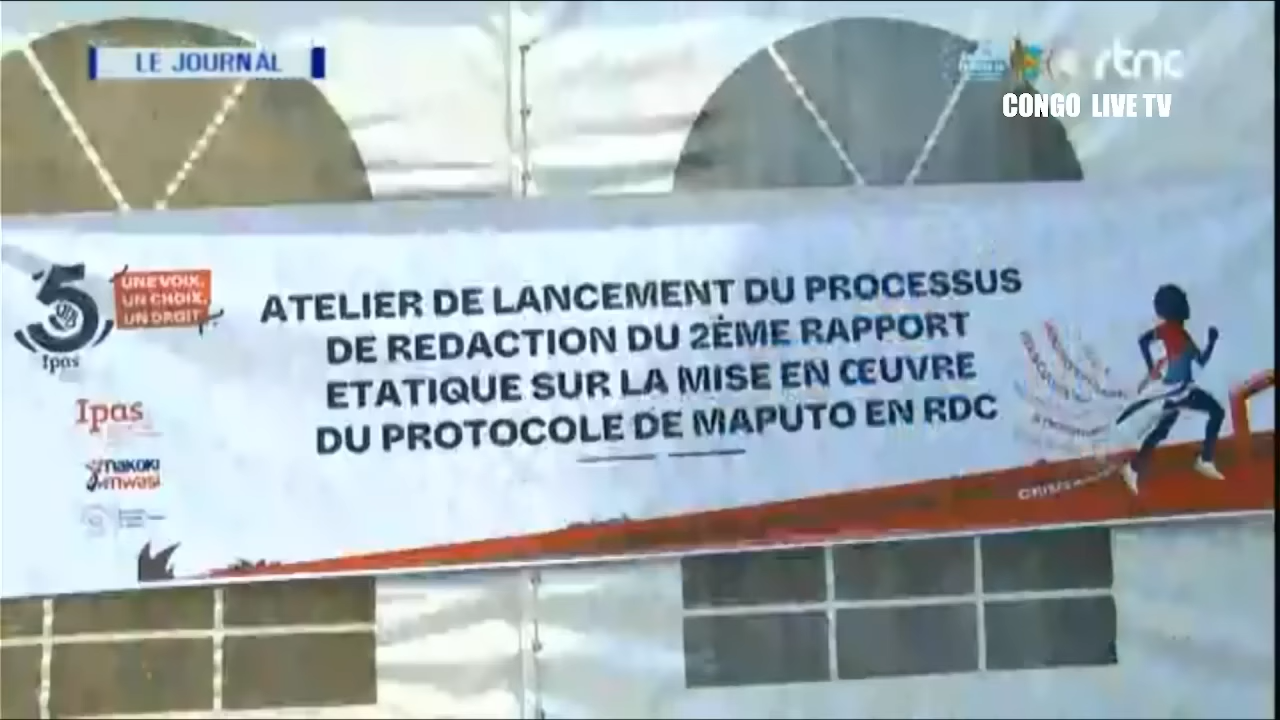 LE JOURNAL
rtnc
CONGO LIVE TV
5
UNE VOIX,
UN CHOIX,
UN DROIT
Ipas
Ipas
ATELIER DE LANCEMENT DU PROCESSUS
DE REDACTION DU 2ÈME RAPPORT
ETATIQUE SUR LA MISE EN ŒUVRE
DU PROTOCOLE DE MAPUTO EN RDC
makoki
mwasi